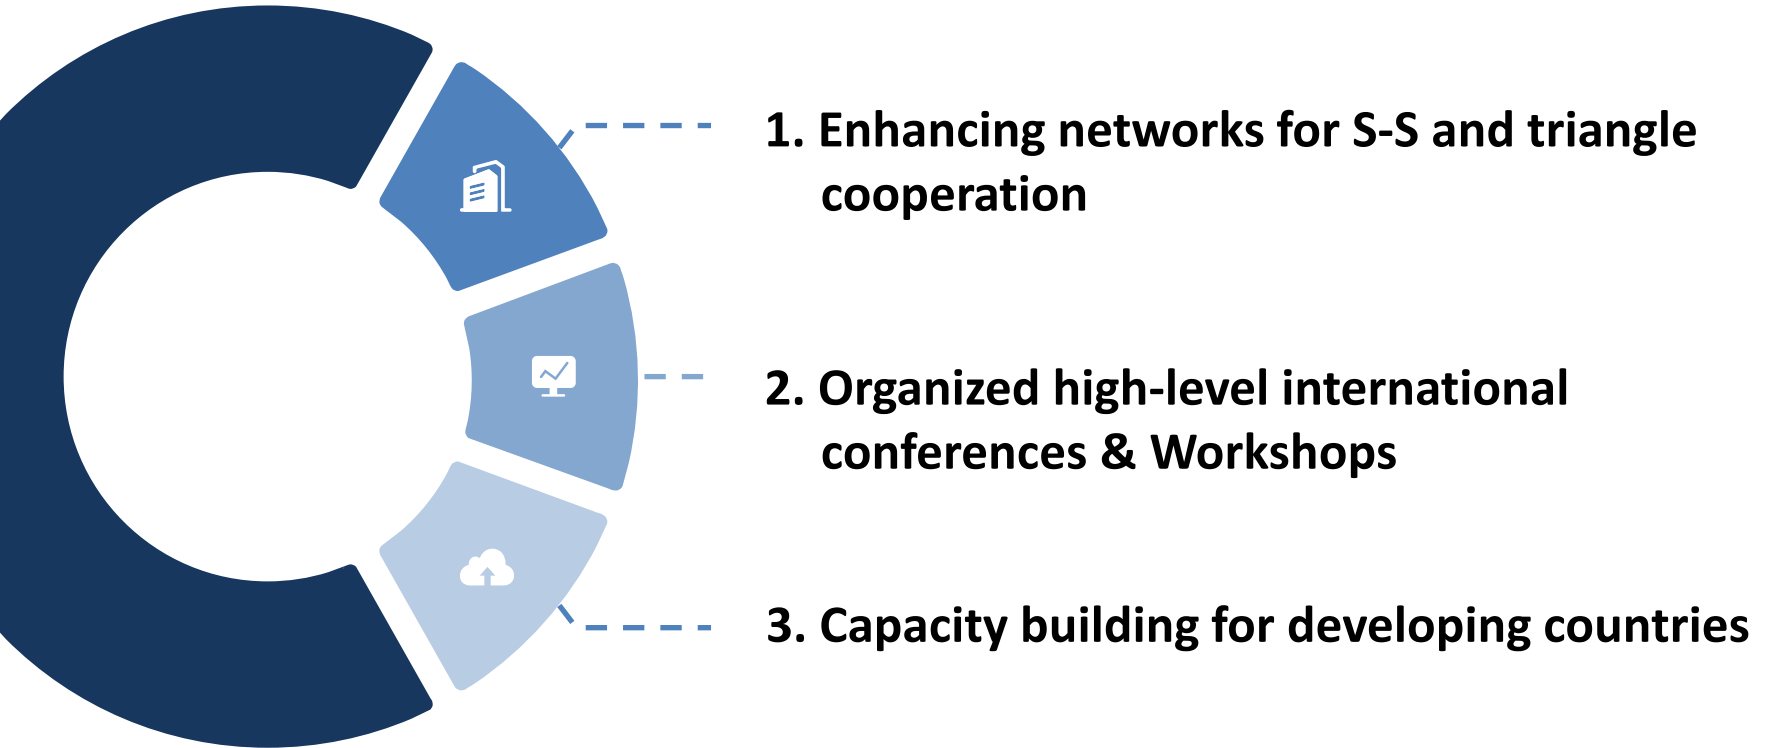 1. Enhancing networks for S-S and triangle
cooperation
2. Organized high-level international
conferences & Workshops
3. Capacity building for developing countries